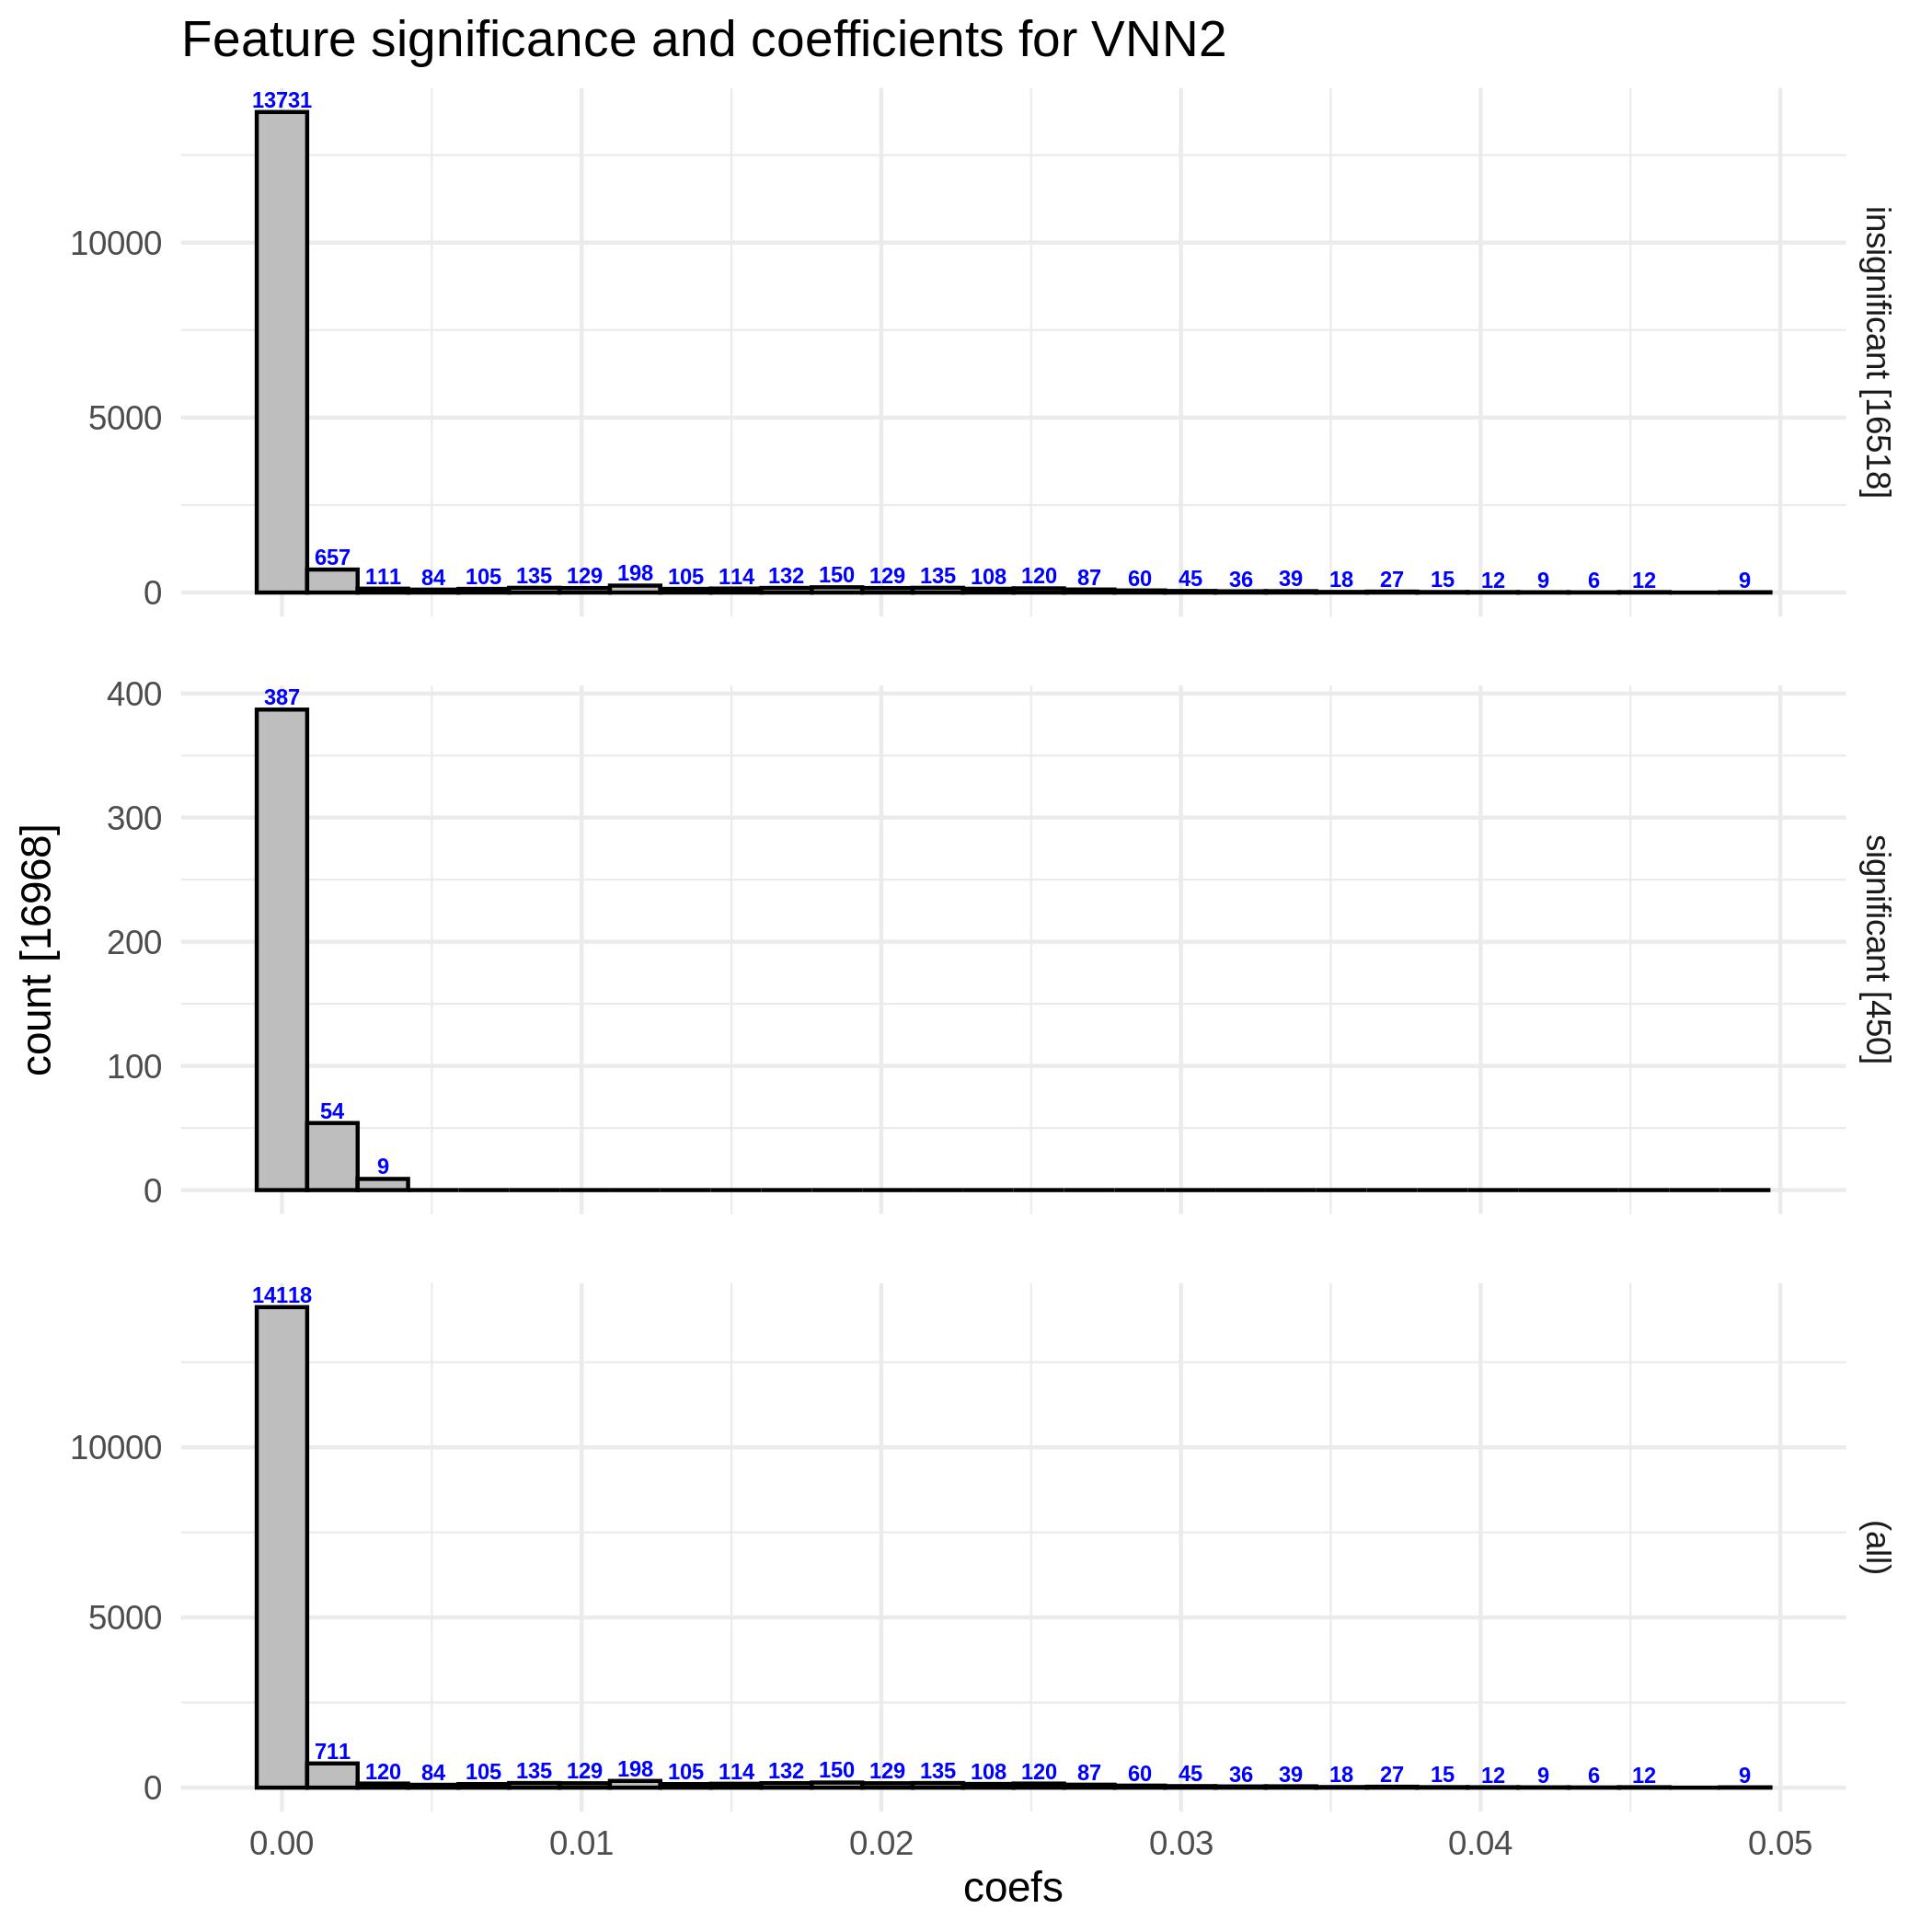 Feature significance and coefficients for VNN2
13731
657 111 84 105 135 129 198 105 114 132 150 129 135 108 120 87 60 45 36 39 18 27 15 12 9 6 12 9
10000
5000
0
insignificant [16518]
387
54
9
400
300
200
100
0
significant [450]
count [16968]
14118
711 120 84 105 135 129 198 105 114 132 150 129 135 108 120 87 60 45 36 39 18 27 15 12 9 6 12 9
10000
5000
0
(all)
0.00 0.01 0.02 0.03 0.04 0.05
coefs